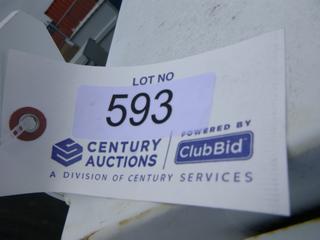 LOT NO
593
CENTURY
AUCTIONS
POWERED BY
ClubBid
A DIVISION OF CENTURY SERVICES